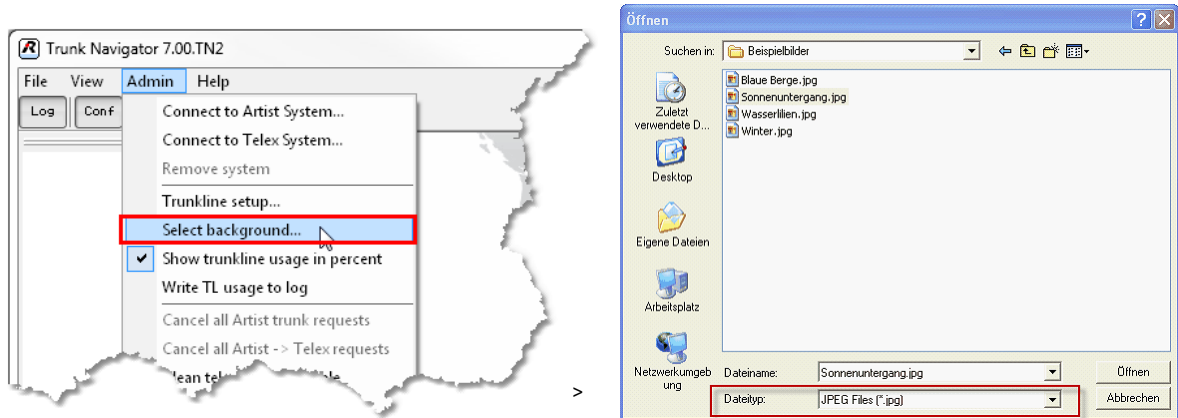 Trunk Navigator 7.00.TN2
File View Admin Help
Log Conf
Connect to Artist System...
Connect to Telex System...
Remove system
Trunkline setup...
Select background...
Show trunkline usage in percent
Write TL usage to log
Cancel all Artist trunk requests
Cancel all Artist -> Telex requests
>
Öffnen
Suchen in: Beispielbilder
Blaue Berge.jpg
Sonnenuntergang.jpg
Wasserlilien.jpg
Winter.jpg
Zuletzt
verwendete D...
Desktop
Eigene Dateien
Arbeitsplatz
Netzwerkumgeb
ung
Dateiname: Sonnenuntergang.jpg Öffnen
Dateityp: JPEG Files (*.jpg) Abbrechen